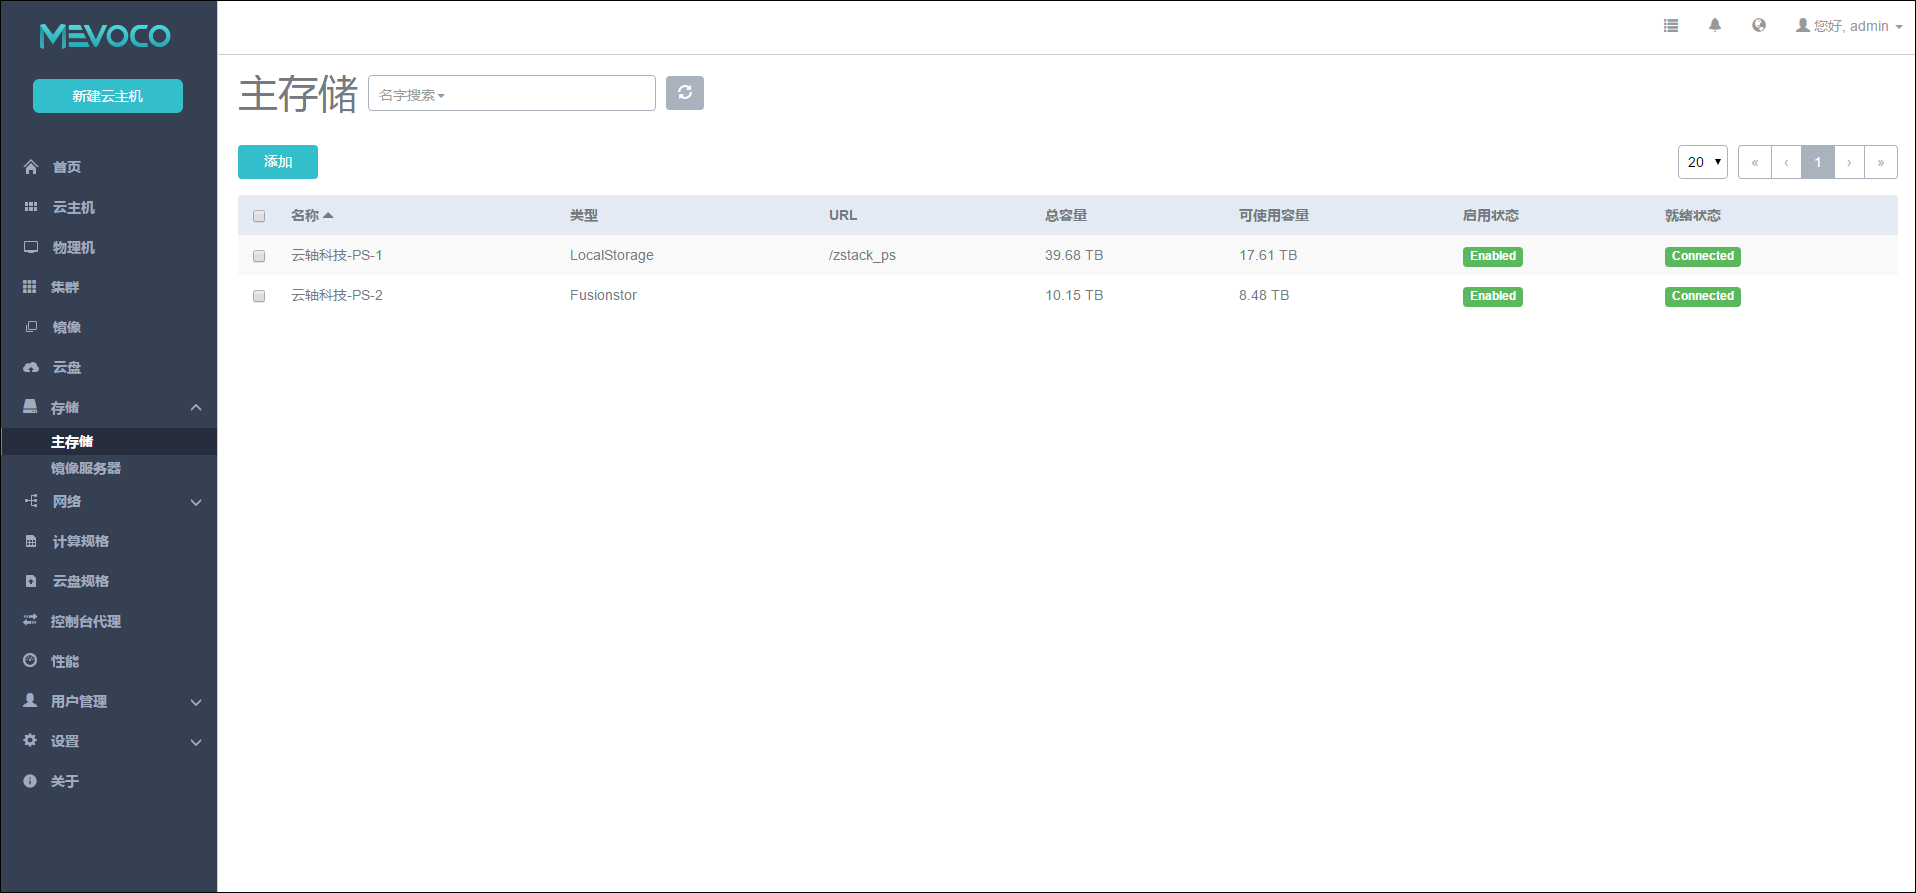 MEVOCO
新建云主机
首页
云主机
物理机
集群
镜像
云盘
存储
主存储
镜像服务器
网络
计算规格
云盘规格
控制台代理
性能
用户管理
设置
关于
您好, admin
主存储 名字搜索
添加
20 « ‹ 1 › »
名称 类型 URL 总容量 可使用容量 启用状态 就绪状态
云轴科技-PS-1 LocalStorage /zstack_ps 39.68 TB 17.61 TB Enabled Connected
云轴科技-PS-2 Fusionstor 10.15 TB 8.48 TB Enabled Connected